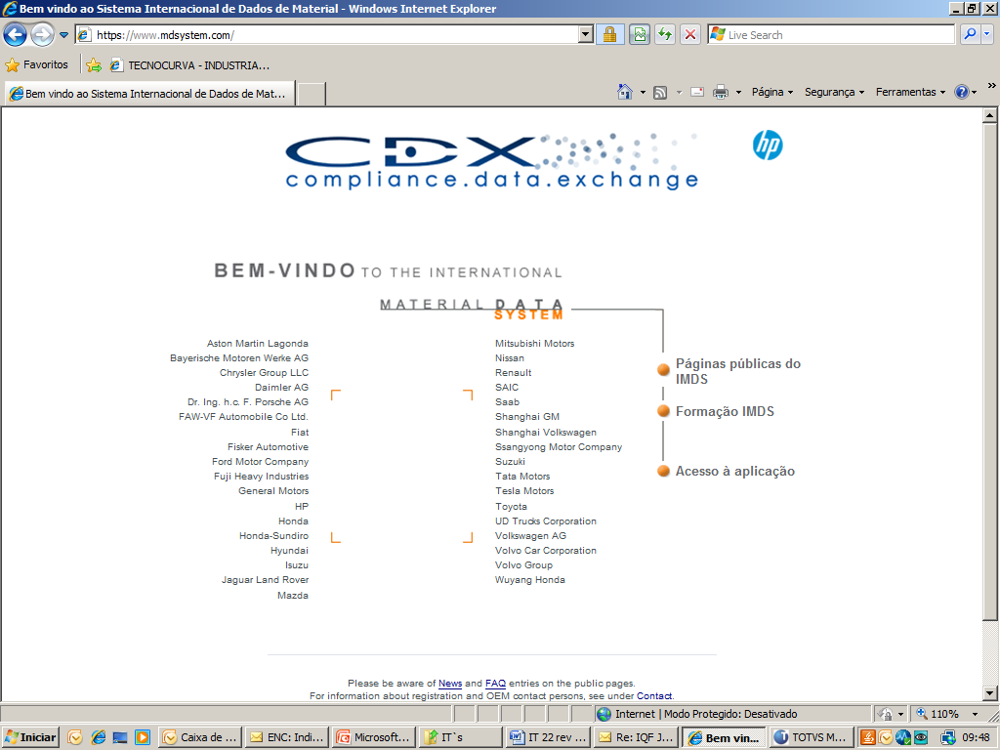 Bem vindo ao Sistema Internacional de Dados de Material - Windows Internet Explorer
https://www.mdsystem.com/
Live Search
Favoritos
TECNOCURVA - INDUSTRIA...
Bem vindo ao Sistema Internacional de Dados de Mat...
Página
Segurança
Ferramentas
»
CDX
compliance.data.exchange
hp
BEM-VINDO TO THE INTERNATIONAL
MATERIAL DATA
SYSTEM
Aston Martin Lagonda
Bayerische Motoren Werke AG
Chrysler Group LLC
Daimler AG
Dr. Ing. h.c. F. Porsche AG
FAW-VF Automobile Co Ltd.
Fiat
Fisker Automotive
Ford Motor Company
Fuji Heavy Industries
General Motors
HP
Honda
Honda-Sundiro
Hyundai
Isuzu
Jaguar Land Rover
Mazda
Mitsubishi Motors
Nissan
Renault
SAIC
Saab
Shanghai GM
Shanghai Volkswagen
Ssangyong Motor Company
Suzuki
Tata Motors
Tesla Motors
Toyota
UD Trucks Corporation
Volkswagen AG
Volvo Car Corporation
Volvo Group
Wuyang Honda
Páginas públicas do
IMDS
Formação IMDS
Acesso à aplicação
Please be aware of News and FAQ entries on the public pages.
For information about registration and OEM contact persons, see under Contact.
Internet | Modo Protegido: Desativado
110%
Iniciar
Caixa de ...
ENC: Indi...
Microsoft...
IT`s
IT 22 rev ...
Re: IQF J...
Bem vin...
TOTVS M...
09:48